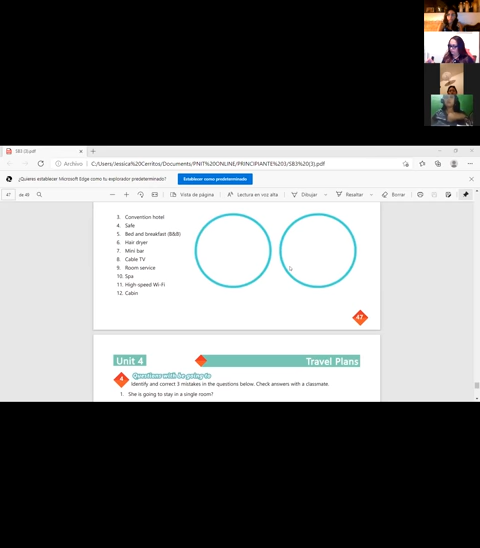 SB3 (3).pdf
Archivo | C:/Users/Jessica%20Cerritos/Documents/PNIT%20ONLINE/PRINCIPIANTE%203/SB3%20(3).pdf
¿Quieres establecer Microsoft Edge como tu explorador predeterminado? Establecer como predeterminado
47 de 48 Vista de página Lectura en voz alta Dibujar Resaltar Borrar
3. Convention hotel
4. Safe
5. Bed and breakfast (B&B)
6. Hair dryer
7. Mini bar
8. Cable TV
9. Room service
10. Spa
11. High-speed Wi-Fi
12. Cabin
47
Unit 4 Travel Plans
4 Questions with be going to
Identify and correct 3 mistakes in the questions below. Check answers with a classmate.
1. She is going to stay in a single room?